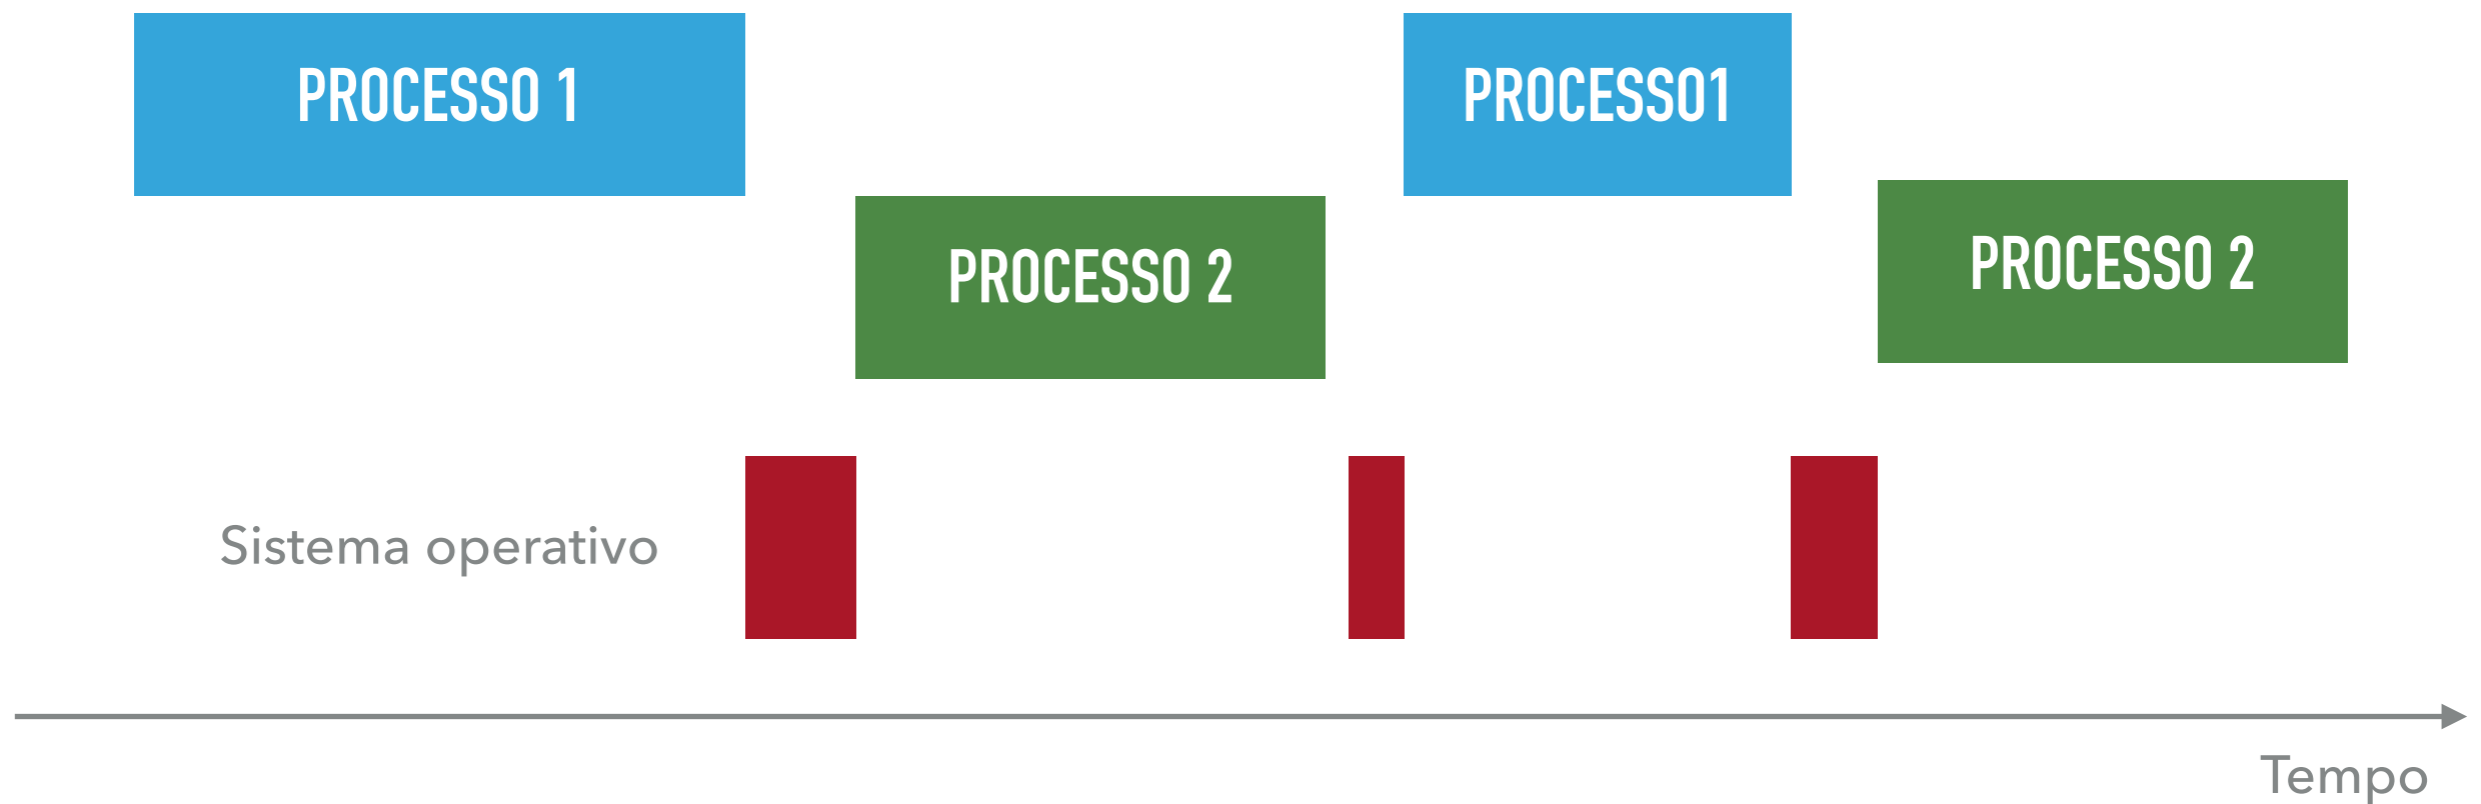 PROCESSO 1
PROCESSO1
PROCESSO 2
PROCESSO 2
Sistema operativo
Tempo